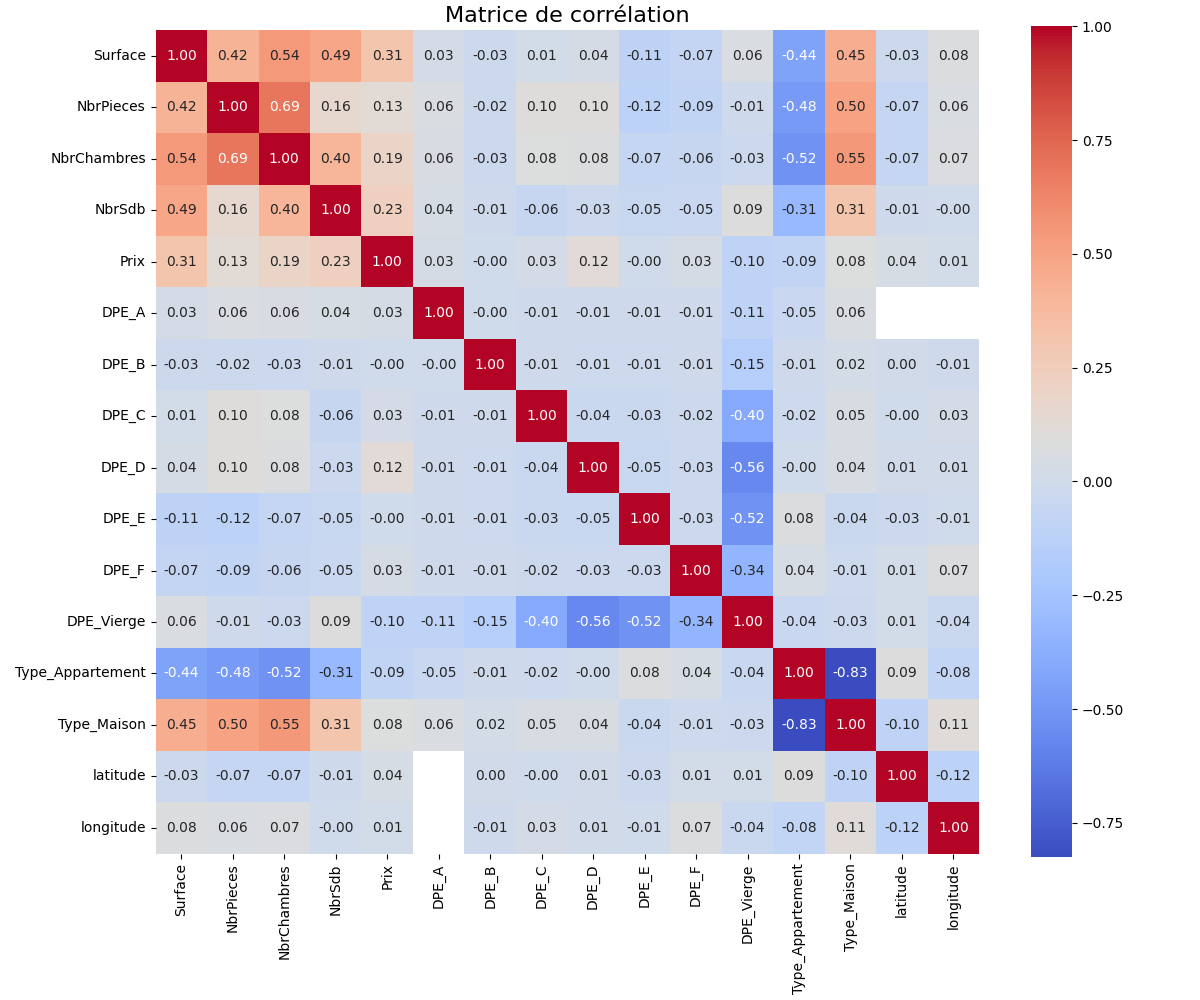 Matrice de corrélation
Surface 1.00 0.42 0.54 0.49 0.31 0.03 -0.03 0.01 0.04 -0.11 -0.07 0.06 -0.44 0.45 -0.03 0.08
NbrPieces 0.42 1.00 0.69 0.16 0.13 0.06 -0.02 0.10 0.10 -0.12 -0.09 -0.01 -0.48 0.50 -0.07 0.06
NbrChambres 0.54 0.69 1.00 0.40 0.19 0.06 -0.03 0.08 0.08 -0.07 -0.06 -0.03 -0.52 0.55 -0.07 0.07
NbrSdb 0.49 0.16 0.40 1.00 0.23 0.04 -0.01 -0.06 -0.03 -0.05 -0.05 0.09 -0.31 0.31 -0.01 -0.00
Prix 0.31 0.13 0.19 0.23 1.00 0.03 -0.00 0.03 0.12 -0.00 0.03 -0.10 -0.09 0.08 0.04 0.01
DPE_A 0.03 0.06 0.06 0.04 0.03 1.00 -0.00 -0.01 -0.01 -0.01 -0.01 -0.11 -0.05 0.06
DPE_B -0.03 -0.02 -0.03 -0.01 -0.00 -0.00 1.00 -0.01 -0.01 -0.01 -0.01 -0.15 -0.01 0.02 0.00 -0.01
DPE_C 0.01 0.10 0.08 -0.06 0.03 -0.01 -0.01 1.00 -0.04 -0.03 -0.02 -0.40 -0.02 0.05 -0.00 0.03
DPE_D 0.04 0.10 0.08 -0.03 0.12 -0.01 -0.01 -0.04 1.00 -0.05 -0.03 -0.56 -0.00 0.04 0.01 0.01
DPE_E -0.11 -0.12 -0.07 -0.05 -0.00 -0.01 -0.01 -0.03 -0.05 1.00 -0.03 -0.52 0.08 -0.04 -0.03 -0.01
DPE_F -0.07 -0.09 -0.06 -0.05 0.03 -0.01 -0.01 -0.02 -0.03 -0.03 1.00 -0.34 0.04 -0.01 0.01 0.07
DPE_Vierge 0.06 -0.01 -0.03 0.09 -0.10 -0.11 -0.15 -0.40 -0.56 -0.52 -0.34 1.00 -0.04 -0.03 0.01 -0.04
Type_Appartement -0.44 -0.48 -0.52 -0.31 -0.09 -0.05 -0.01 -0.02 -0.00 0.08 0.04 -0.04 1.00 -0.83 0.09 -0.08
Type_Maison 0.45 0.50 0.55 0.31 0.08 0.06 0.02 0.05 0.04 -0.04 -0.01 -0.03 -0.83 1.00 -0.10 0.11
latitude -0.03 -0.07 -0.07 -0.01 0.04 0.00 -0.00 0.01 -0.03 0.01 0.01 0.09 -0.10 1.00 -0.12
longitude 0.08 0.06 0.07 -0.00 0.01 -0.01 0.03 0.01 -0.01 0.07 -0.04 -0.08 0.11 -0.12 1.00
Surface
NbrPieces
NbrChambres
NbrSdb
Prix
DPE_A
DPE_B
DPE_C
DPE_D
DPE_E
DPE_F
DPE_Vierge
Type_Appartement
Type_Maison
latitude
longitude
1.00
0.75
0.50
0.25
0.00
−0.25
−0.50
−0.75